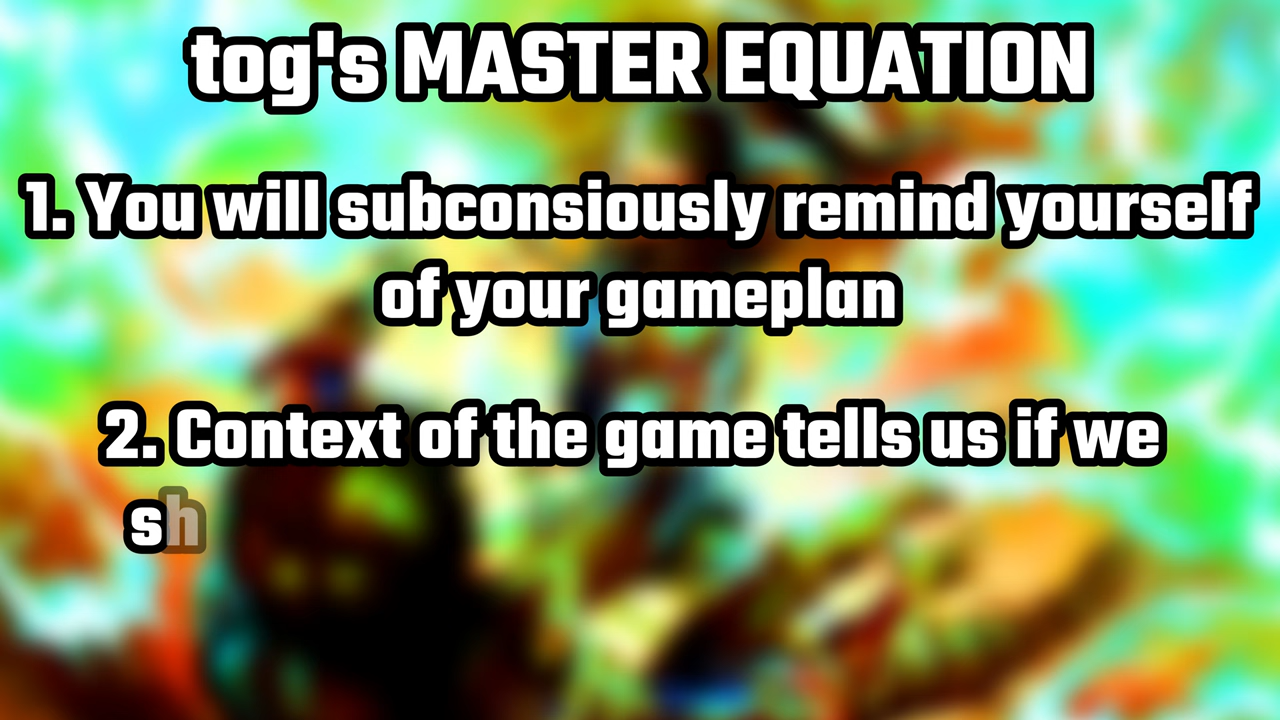 tog's MASTER EQUATION
1. You will subconsiously remind yourself
of your gameplan
2. Context of the game tells us if we
sh